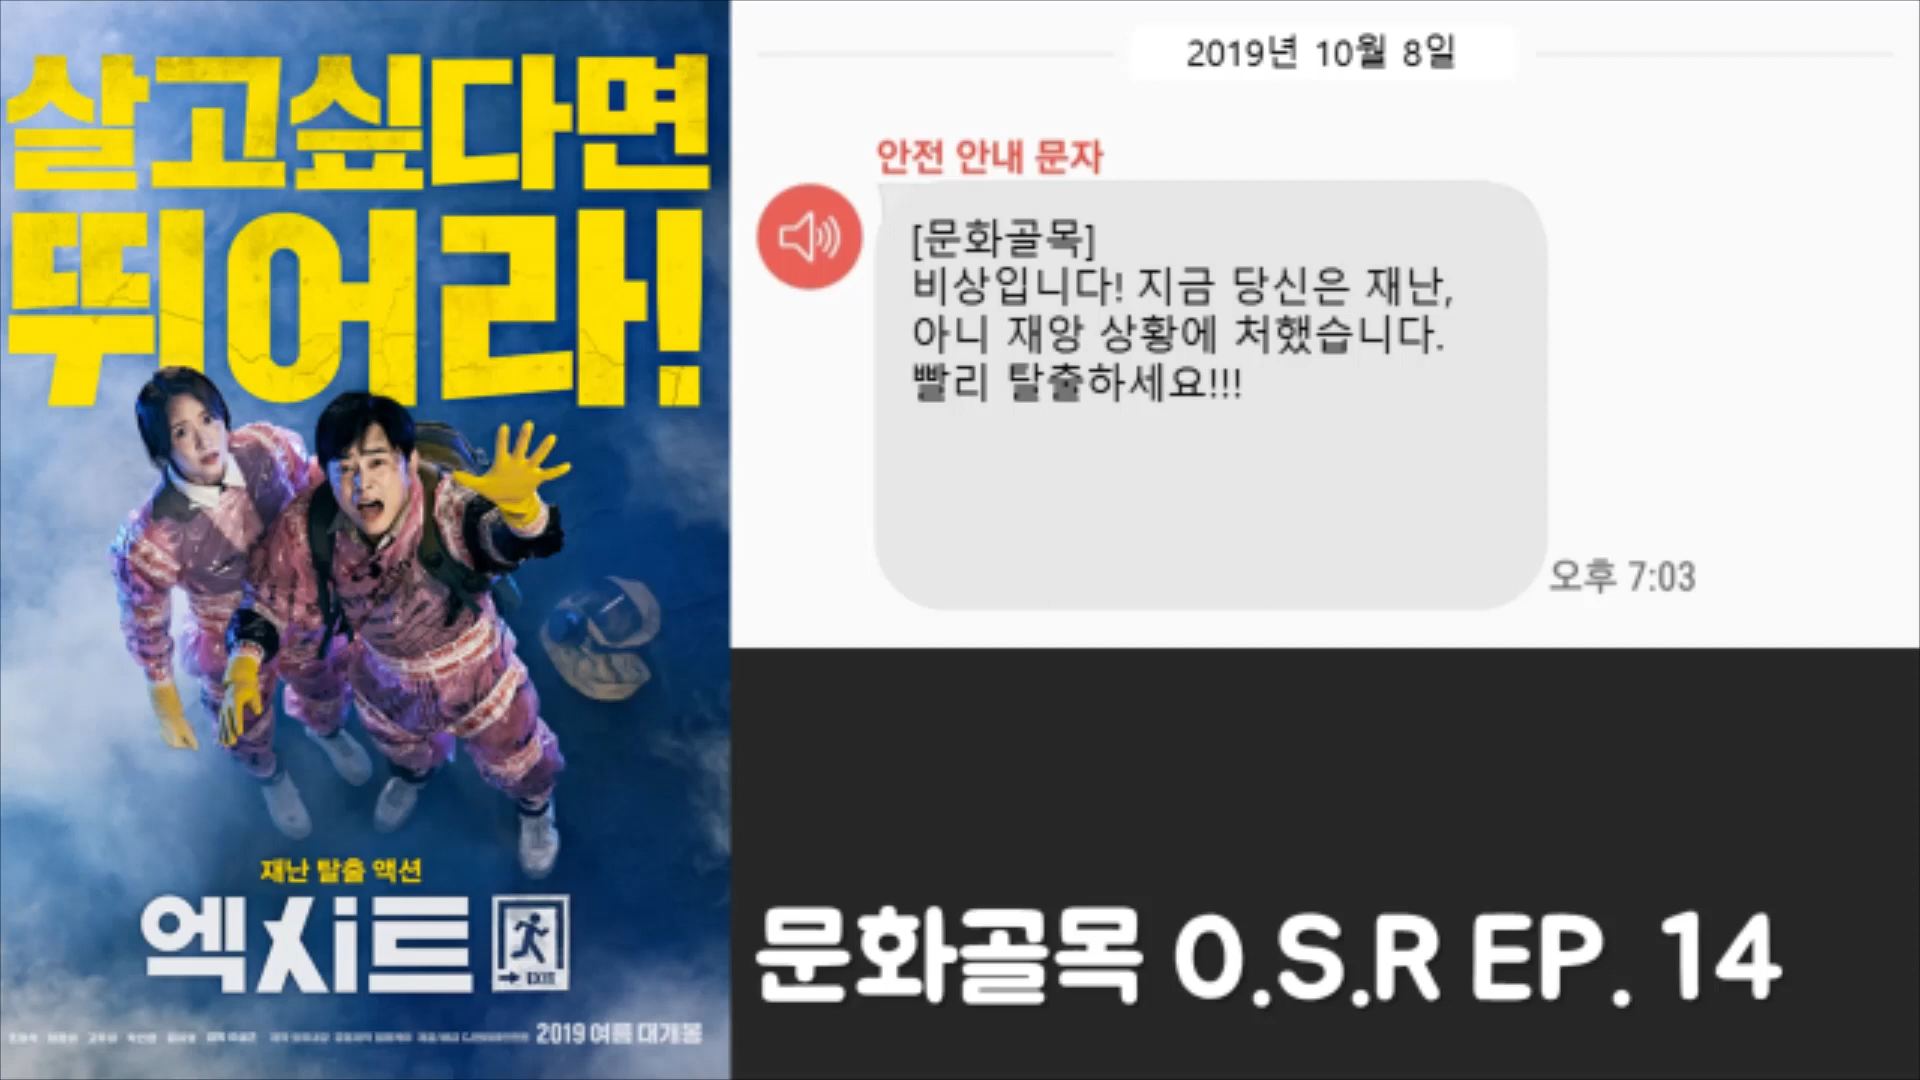 살고싶다면
뛰어라!
재난 탈출 액션
엑시트
EXIT
2019 여름 대개봉
2019년 10월 8일
안전 안내 문자
[문화골목]
비상입니다! 지금 당신은 재난,
아니 재앙 상황에 처했습니다.
빨리 탈출하세요!!!
오후 7:03
문화골목 O.S.R EP. 14